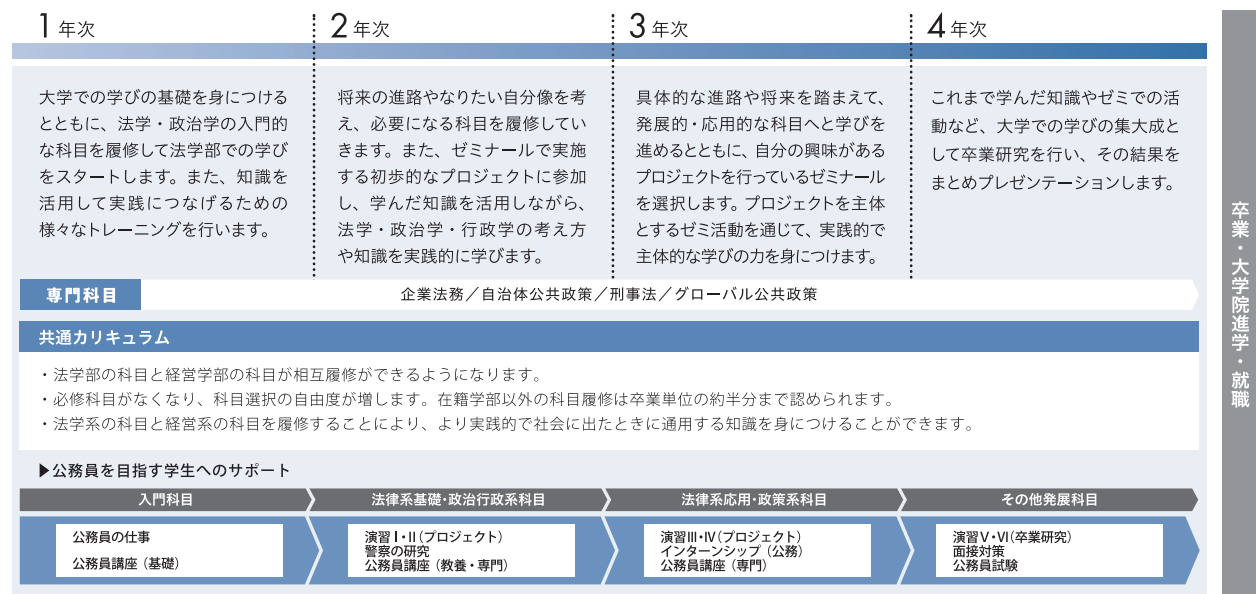 1 年次
大学での学びの基礎を身につける
とともに、法学・政治学の入門的
な科目を履修して法学部での学び
をスタートします。また、知識を
活用して実践につなげるための
様々なトレーニングを行います。
2 年次
将来の進路やなりたい自分像を考
え、必要になる科目を履修してい
きます。また、ゼミナールで実施
する初歩的なプロジェクトに参加
し、学んだ知識を活用しながら、
法学・政治学・行政学の考え方
や知識を実践的に学びます。
3 年次
具体的な進路や将来を踏まえて、
発展的・応用的な科目へと学びを
進めるとともに、自分の興味がある
プロジェクトを行っているゼミナール
を選択します。プロジェクトを主体
とするゼミ活動を通じて、実践的で
主体的な学びの力を身につけます。
4 年次
これまで学んだ知識やゼミでの活
動など、大学での学びの集大成と
して卒業研究を行い、その結果を
まとめプレゼンテーションします。
専門科目
企業法務／自治体公共政策／刑事法／グローバル公共政策
共通カリキュラム
・法学部の科目と経営学部の科目が相互履修ができるようになります。
・必修科目がなくなり、科目選択の自由度が増します。在籍学部以外の科目履修は卒業単位の約半分まで認められます。
・法学系の科目と経営系の科目を履修することにより、より実践的で社会に出たときに通用する知識を身につけることができます。
▶公務員を目指す学生へのサポート
入門科目
公務員の仕事
公務員講座（基礎）
法律系基礎・政治行政系科目
演習Ⅰ・Ⅱ（プロジェクト）
警察の研究
公務員講座（教養・専門）
法律系応用・政策系科目
演習Ⅲ・Ⅳ（プロジェクト）
インターンシップ（公務）
公務員講座（専門）
その他発展科目
演習Ⅴ・Ⅵ（卒業研究）
面接対策
公務員試験
卒業・大学院進学・就職